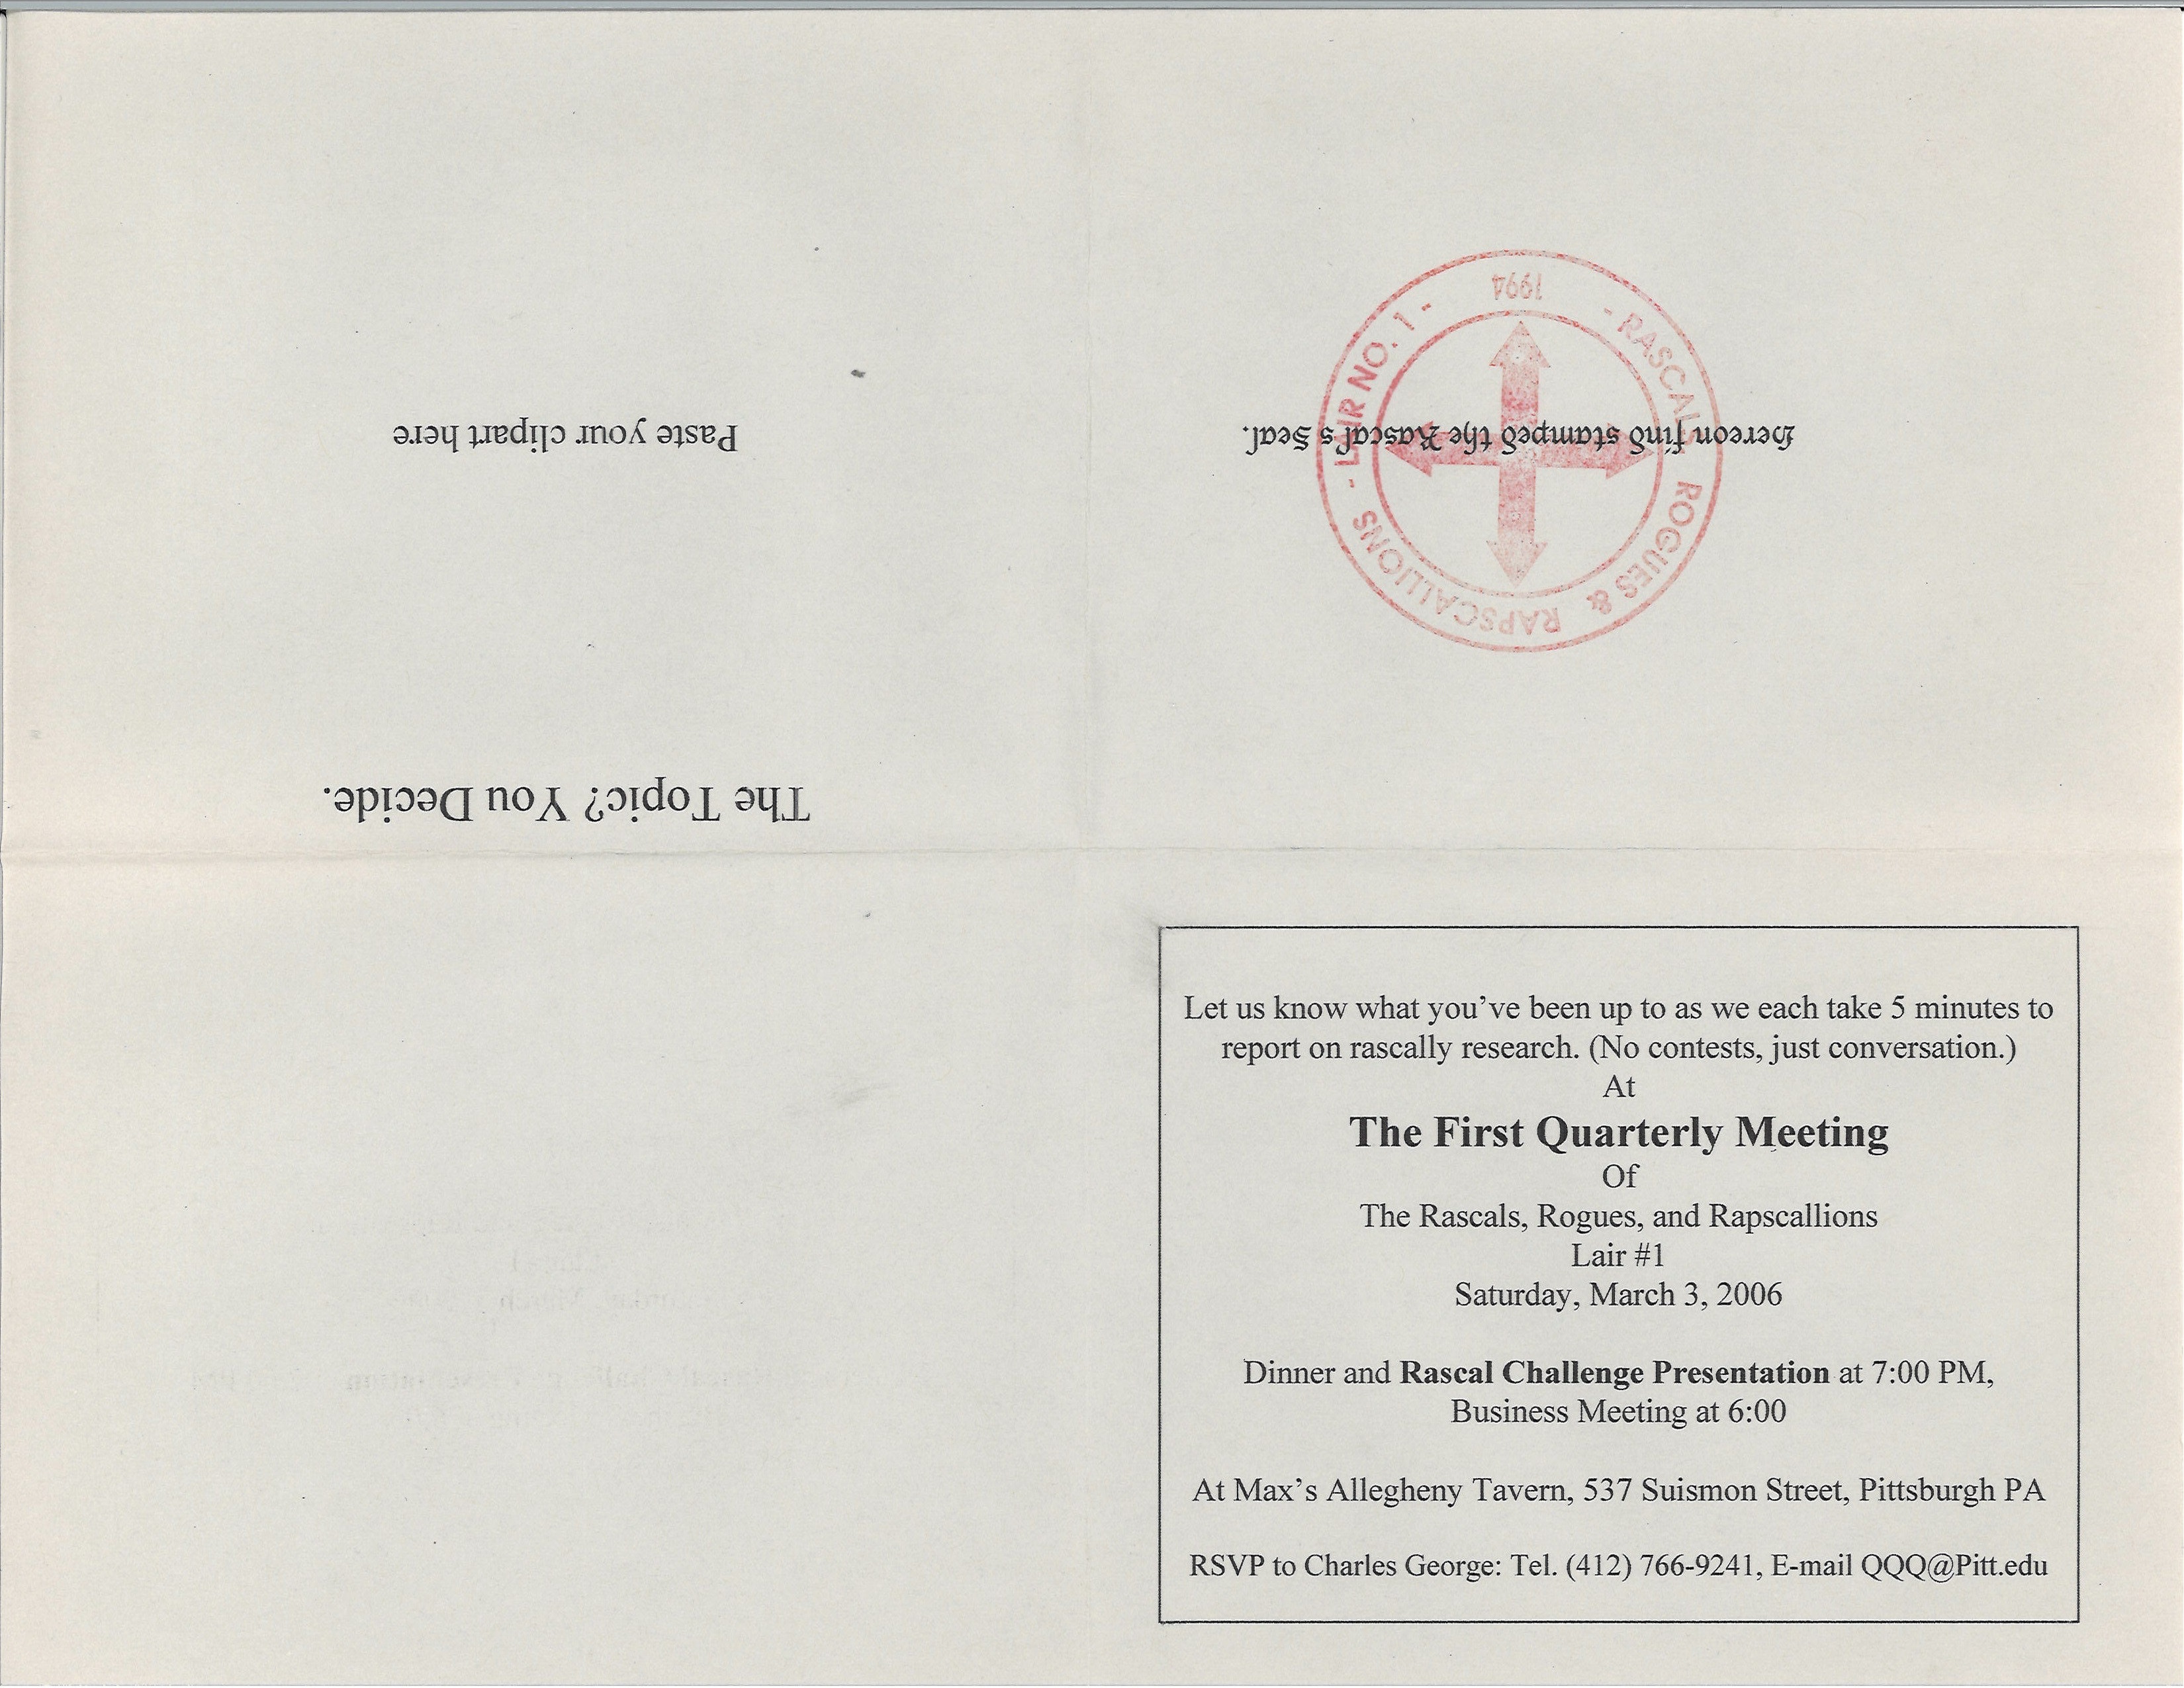 Paste your clipart here
The Topic? You Decide.
1994
- RASCALS ROGUES & RAPSCALLIONS - LAIR NO. 1 -
Hereon find stamped the Rascal's Seal.
Let us know what you've been up to as we each take 5 minutes to
report on rascally research. (No contests, just conversation.)
At
The First Quarterly Meeting
Of
The Rascals, Rogues, and Rapscallions
Lair #1
Saturday, March 3, 2006
Dinner and Rascal Challenge Presentation at 7:00 PM,
Business Meeting at 6:00
At Max's Allegheny Tavern, 537 Suismon Street, Pittsburgh PA
RSVP to Charles George: Tel. (412) 766-9241, E-mail QQQ@Pitt.edu